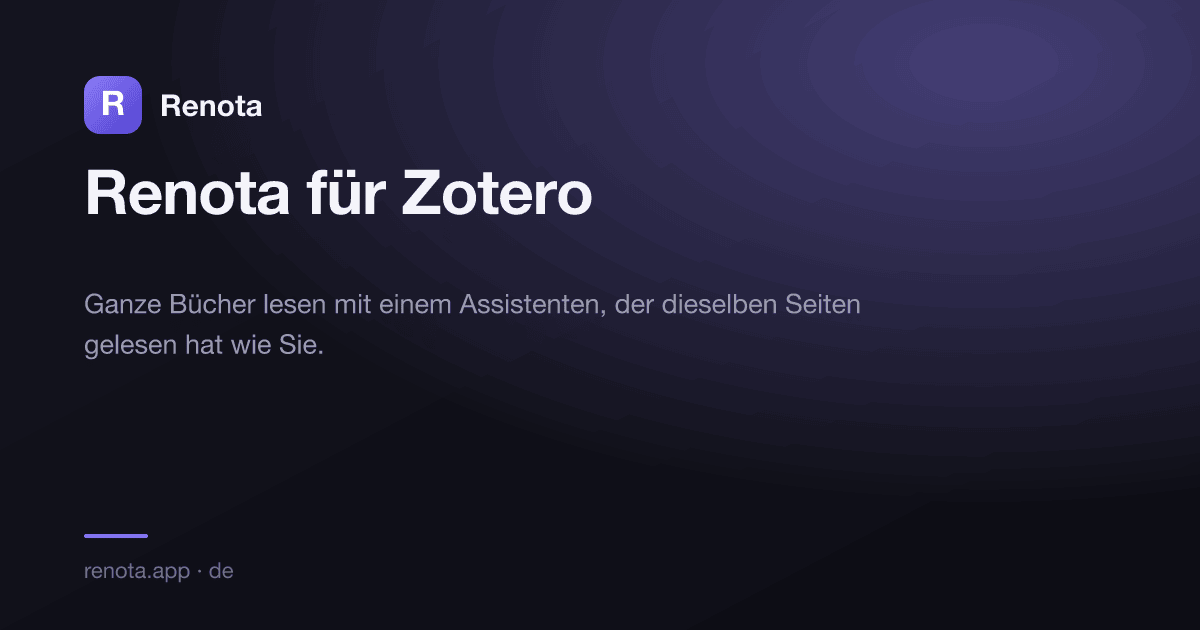 R
Renota
Renota für Zotero
Ganze Bücher lesen mit einem Assistenten, der dieselben Seiten
gelesen hat wie Sie.
renota.app · de